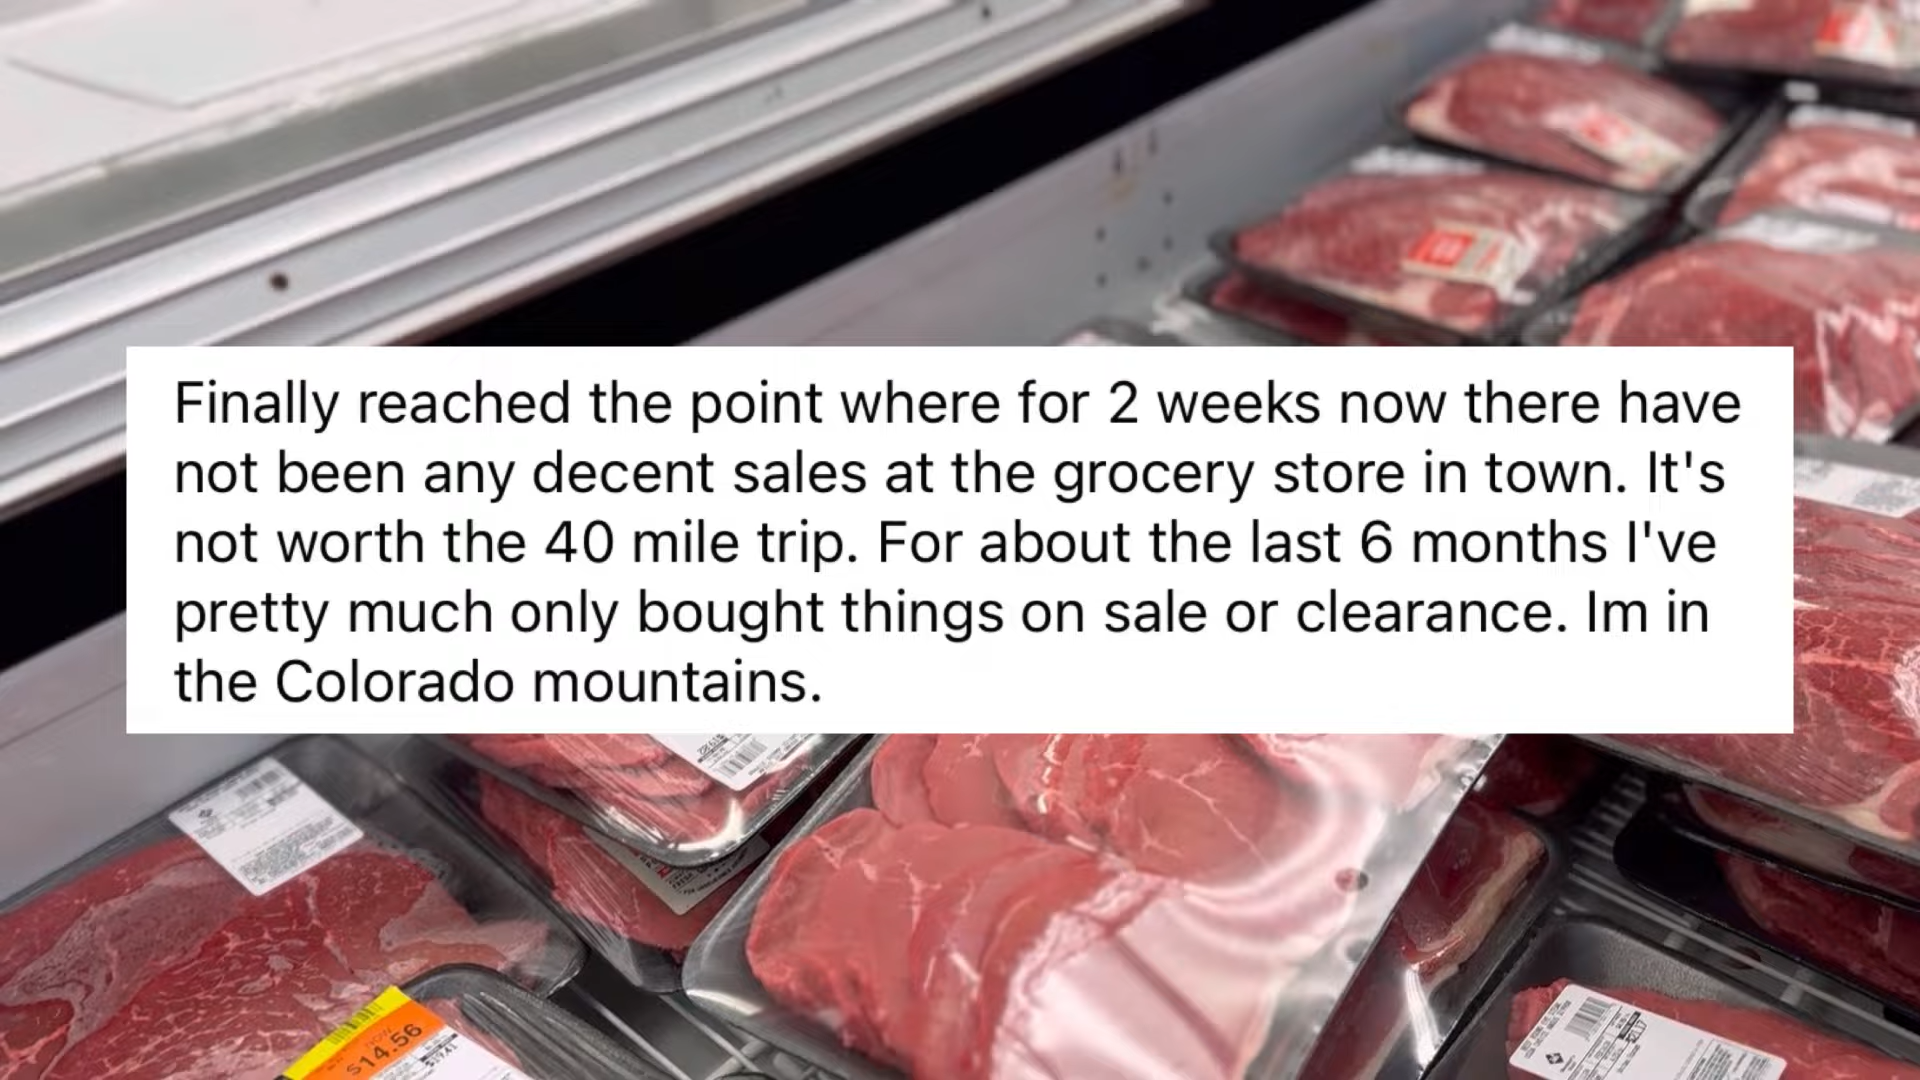 Finally reached the point where for 2 weeks now there have
not been any decent sales at the grocery store in town. It's
not worth the 40 mile trip. For about the last 6 months I've
pretty much only bought things on sale or clearance. Im in
the Colorado mountains.
NOW
$14.56